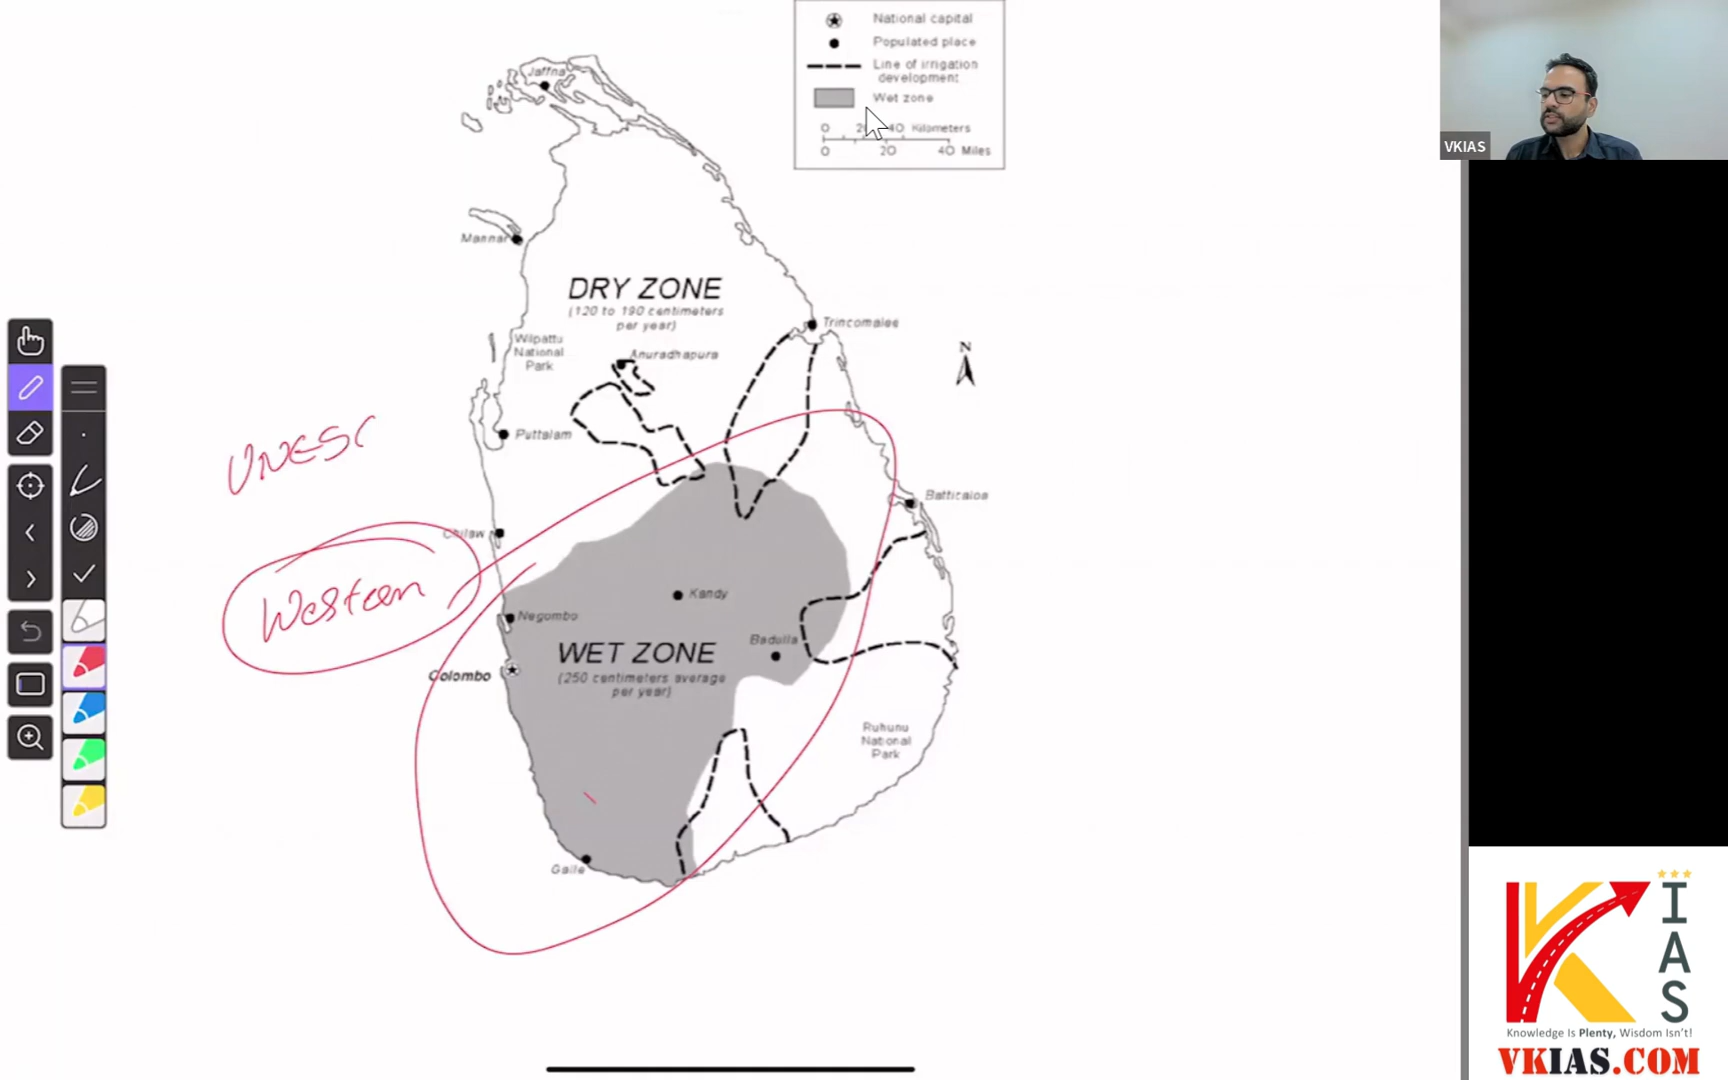 National capital
Populated place
Line of irrigation
development
Wet zone
0 20 40 Kilometers
0 20 40 Miles
VKIAS
Jaffna
Mannar
DRY ZONE
(120 to 190 centimeters
per year)
Trincomalee
Wilpattu
National
Park
Anuradhapura
N
Puttalam
UNESC
Batticaloa
Chilaw
Western
Kandy
Negombo
Badulla
WET ZONE
(250 centimeters average
per year)
Colombo
Ruhunu
National
Park
Galle
K
IAS
Knowledge Is Plenty, Wisdom Isn't!
VKIAS.COM